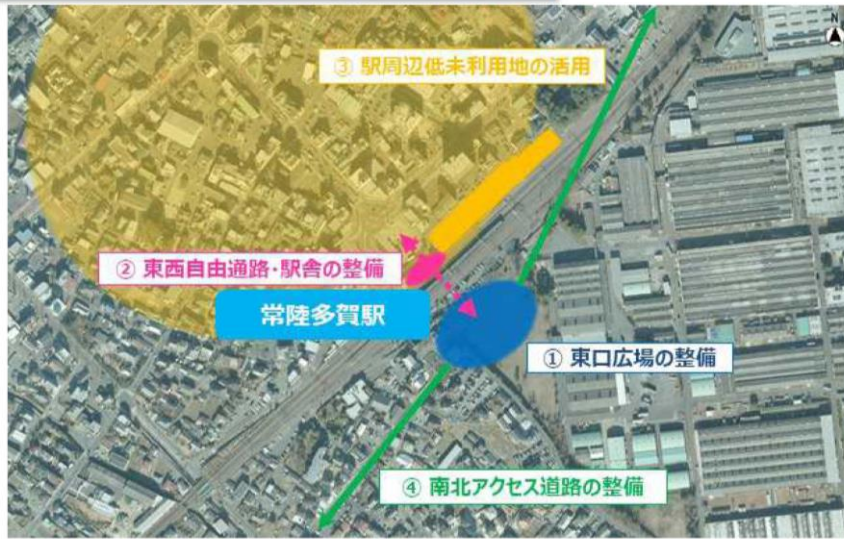 N
③ 駅周辺低未利用地の活用
② 東西自由通路・駅舎の整備
常陸多賀駅
① 東口広場の整備
④ 南北アクセス道路の整備